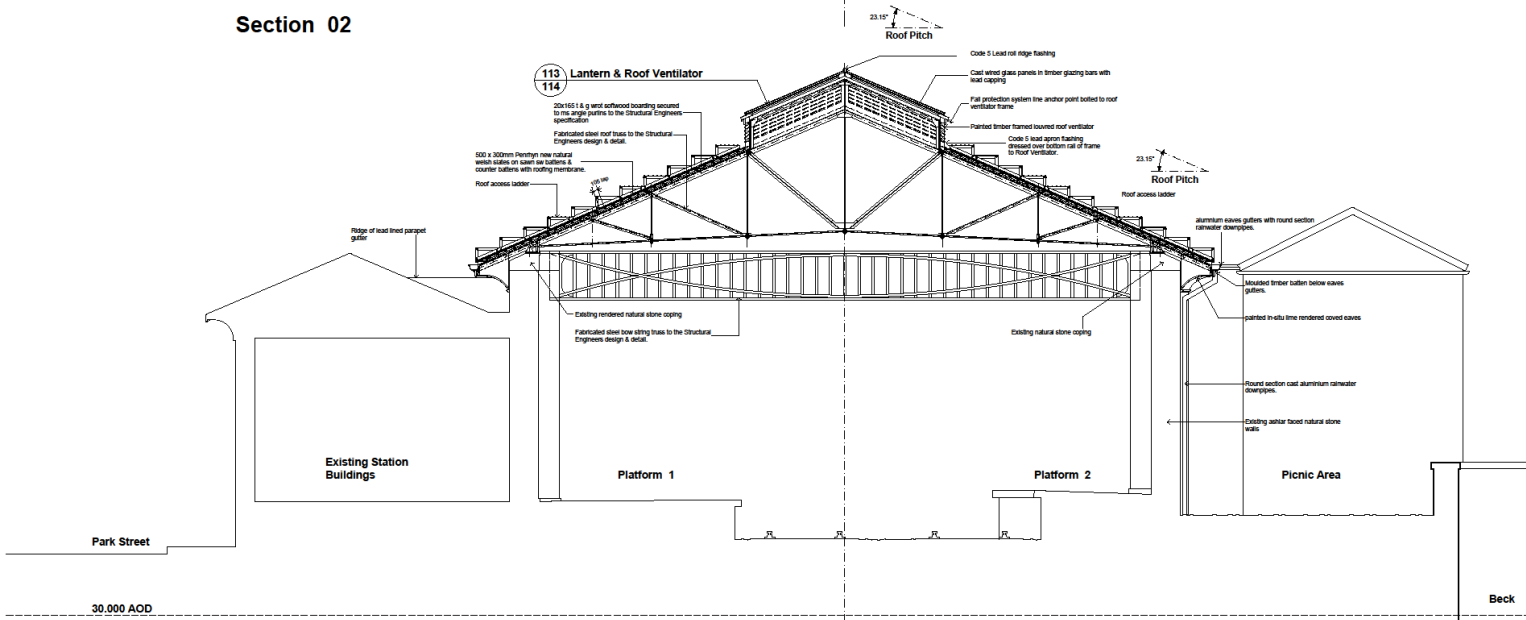 Section 02
23.15°
Roof Pitch
Code 5 Lead roll ridge flashing
113
114
Lantern & Roof Ventilator
Cast wired glass panels in timber glazing bars with
lead capping
20x165 t & g wrot softwood boarding secured
to ms angle purlins to the Structural Engineers
specification
Fall protection system line anchor point bolted to roof
ventilator frame
Painted timber framed louvred roof ventilator
Fabricated steel roof truss to the Structural
Engineers design & detail.
Code 5 lead apron flashing
dressed over bottom rail of frame
to Roof Ventilator.
500 x 300mm Penrhyn new natural
welsh slates on sawn sw battens &
counter battens with roofing membrane.
23.15°
Roof Pitch
Roof access ladder
Roof access ladder
lap
Ridge of lead lined parapet
gutter
aluminium eaves gutters with round section
rainwater downpipes.
Moulded timber batten below eaves
gutters.
Existing rendered natural stone coping
painted in-situ lime rendered coved eaves
Fabricated steel bow string truss to the Structural
Engineers design & detail.
Existing natural stone coping
Round section cast aluminium rainwater
downpipes.
Existing ashlar faced natural stone
walls
Existing Station
Buildings
Platform 1
Platform 2
Picnic Area
Park Street
30.000 AOD
Beck